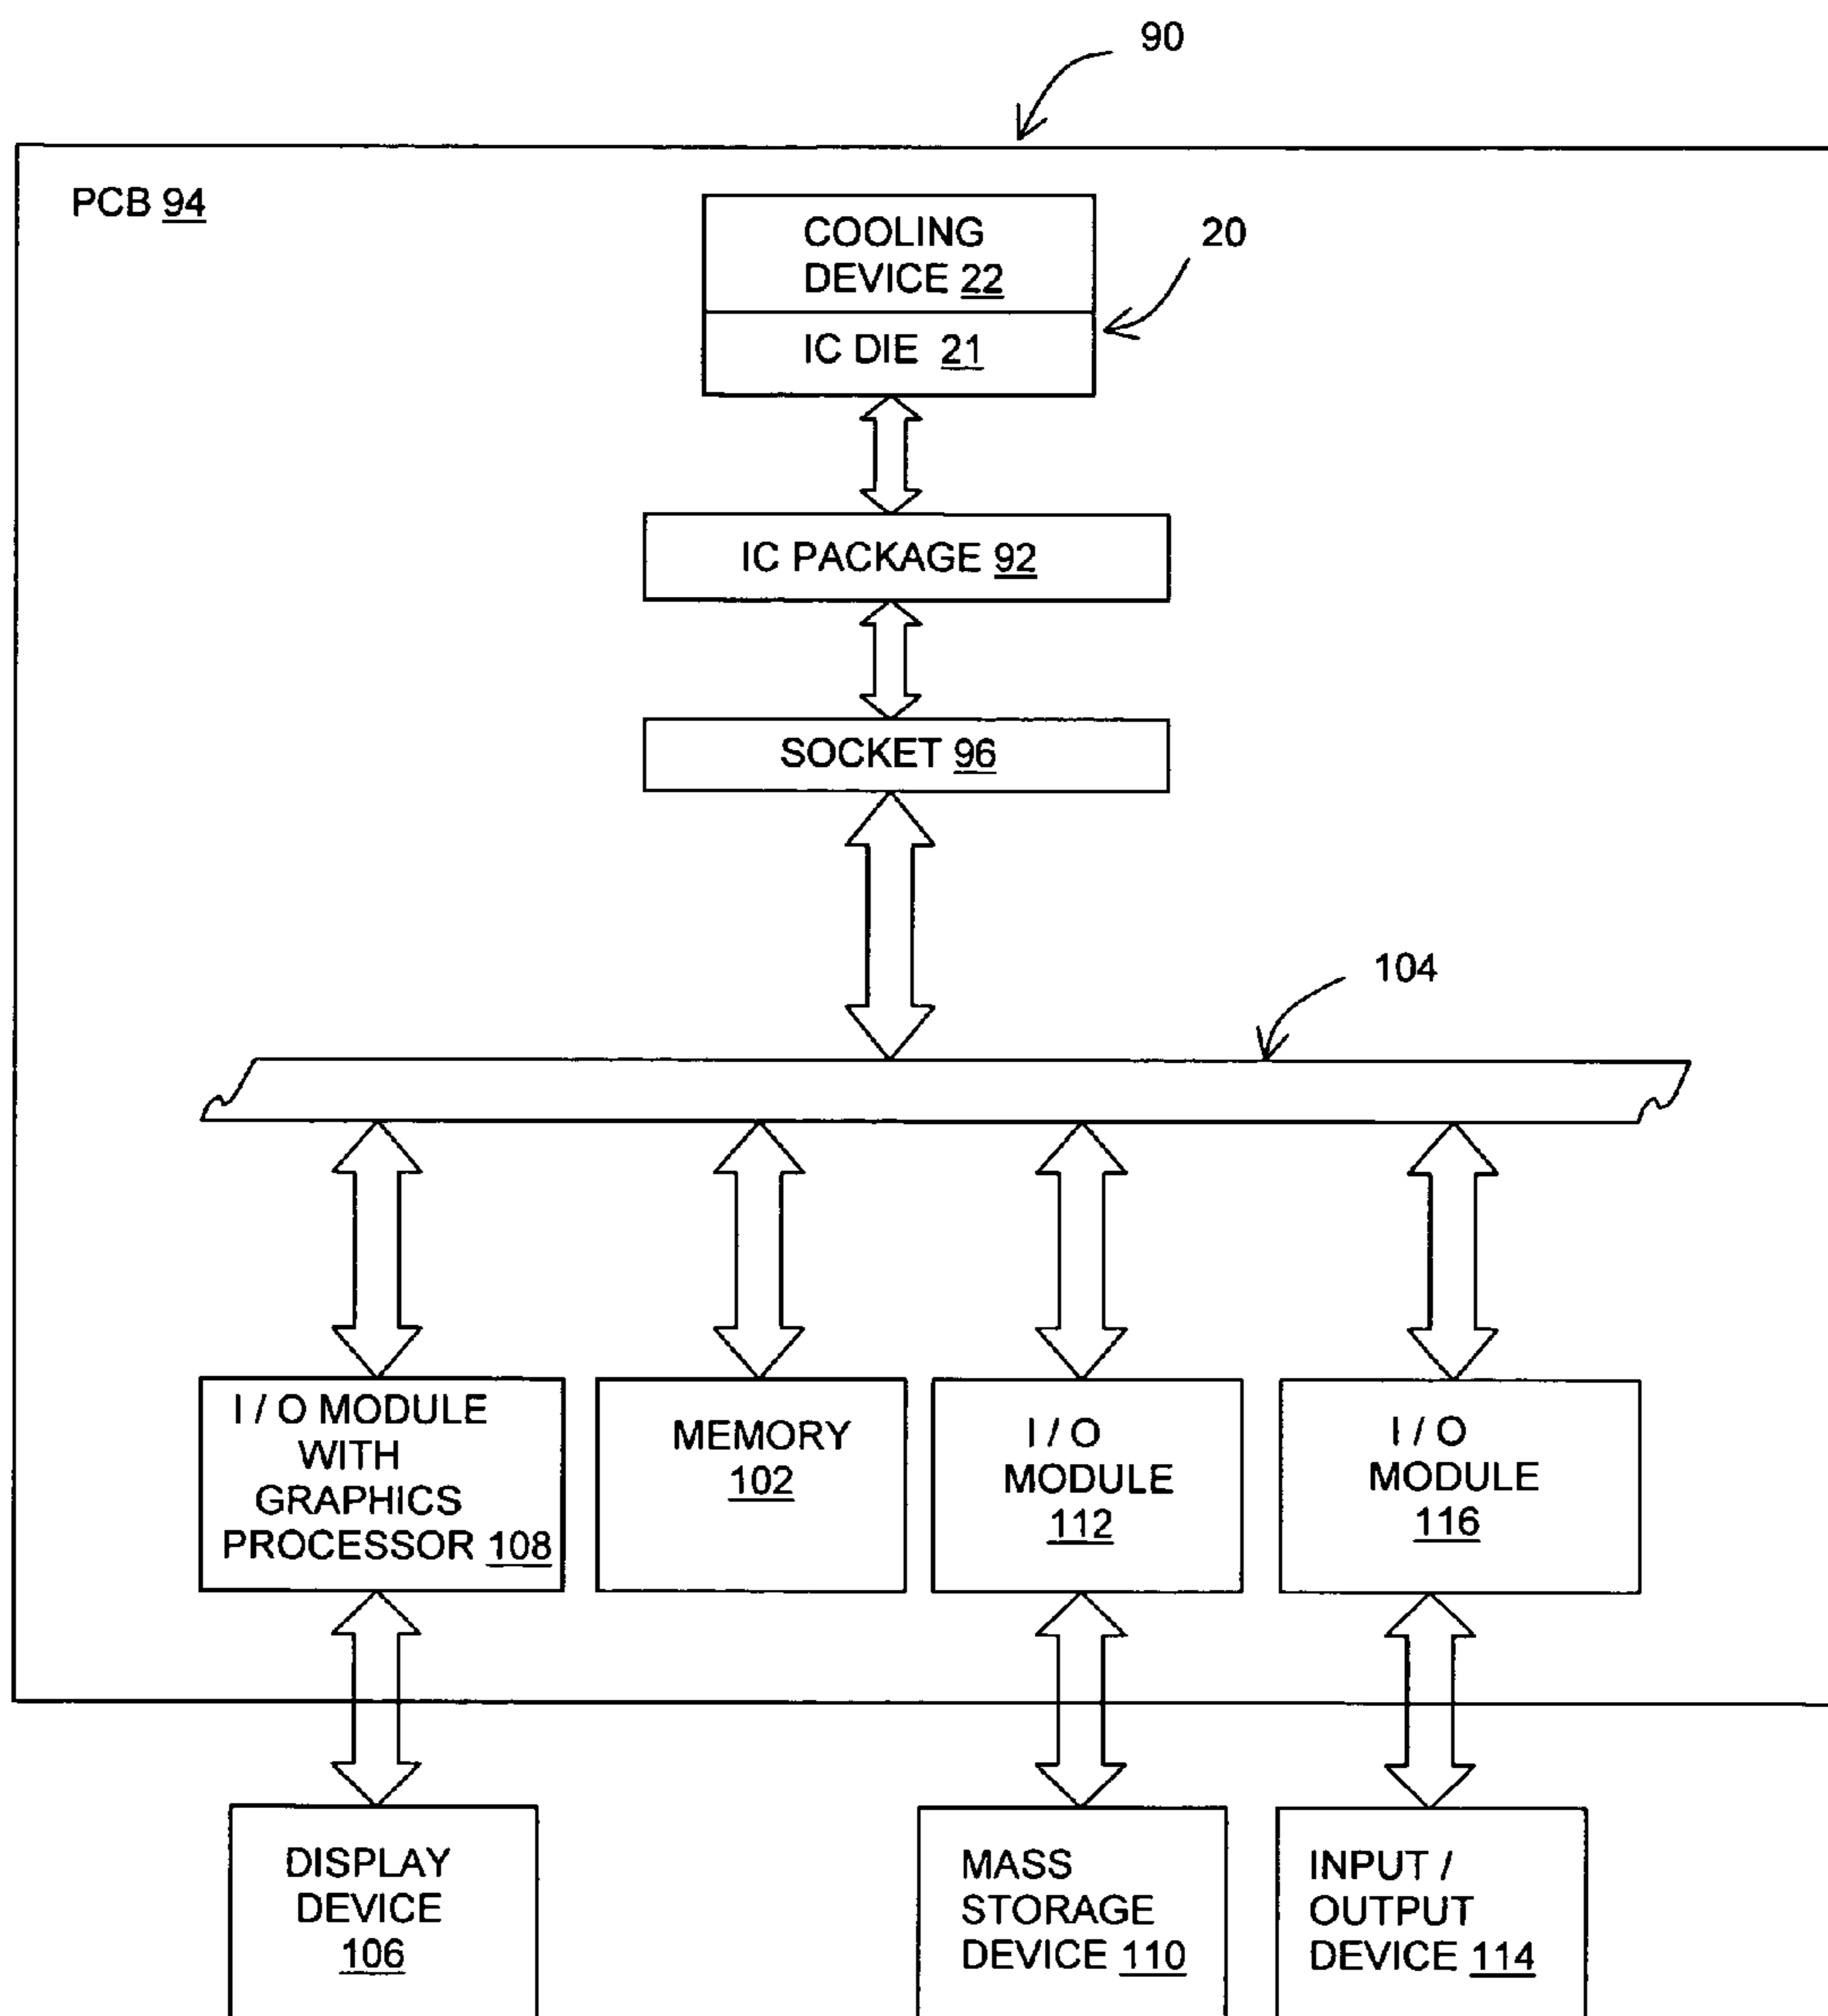 90
PCB 94
COOLING
DEVICE 22
20
IC DIE 21
IC PACKAGE 92
SOCKET 96
104
I / O MODULE
WITH
GRAPHICS
PROCESSOR 108
MEMORY
102
I / O
MODULE
112
I / O
MODULE
116
DISPLAY
DEVICE
106
MASS
STORAGE
DEVICE 110
INPUT /
OUTPUT
DEVICE 114